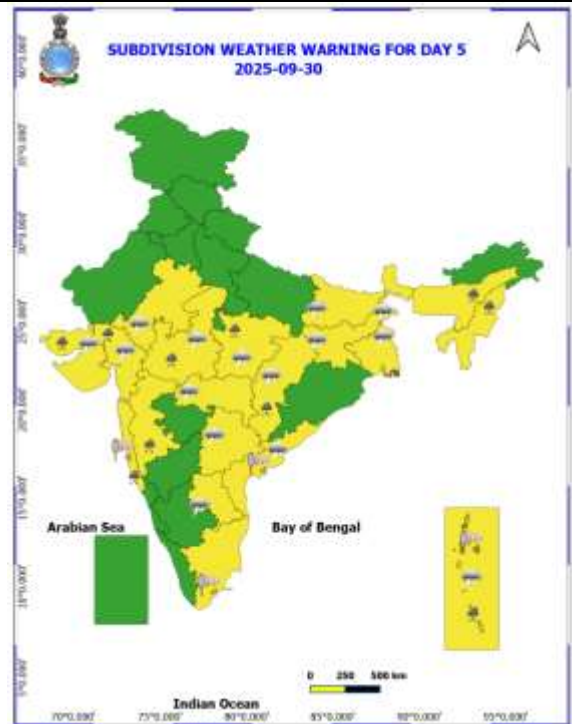 SUBDIVISION WEATHER WARNING FOR DAY 5
2025-09-30
Arabian Sea
Bay of Bengal
0 250 500 km
Indian Ocean
70°0.000' 75°0.000' 80°0.000' 85°0.000' 90°0.000' 95°0.000'